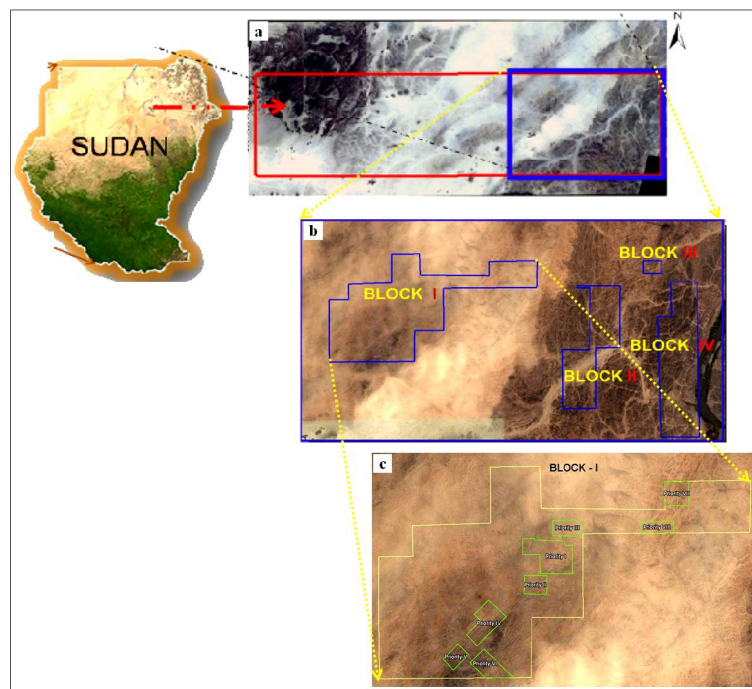 a
N
SUDAN
b
BLOCK III
BLOCK I
BLOCK IV
BLOCK II
c
BLOCK - I
Priority VII
Priority III
Priority VIII
Priority I
Priority II
Priority IV
Priority V
Priority VI